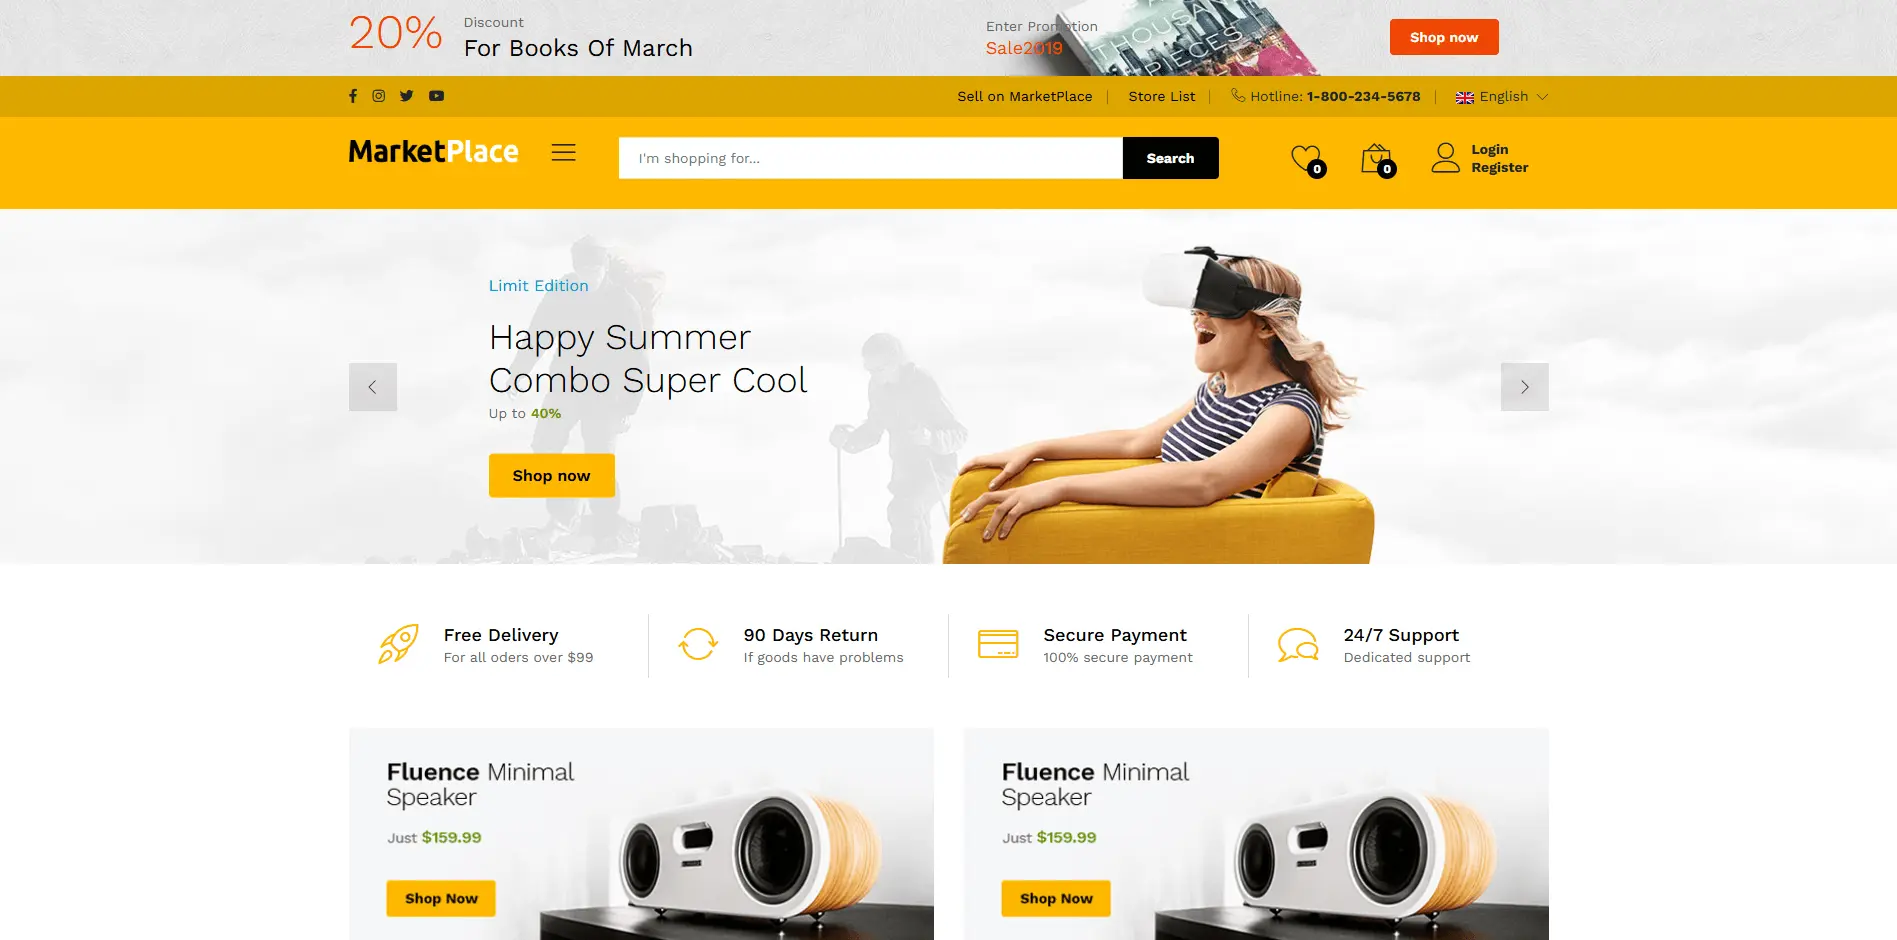 20%
Discount
For Books Of March
Enter Promotion
Sale2019
THOUSAN
PIECES
Shop now
Sell on MarketPlace
Store List
Hotline: 1-800-234-5678
English
MarketPlace
I'm shopping for...
Search
0
0
Login
Register
Limit Edition
Happy Summer
Combo Super Cool
Up to 40%
Shop now
Free Delivery
For all oders over $99
90 Days Return
If goods have problems
Secure Payment
100% secure payment
24/7 Support
Dedicated support
Fluence Minimal
Speaker
Just $159.99
Shop Now
Fluence Minimal
Speaker
Just $159.99
Shop Now